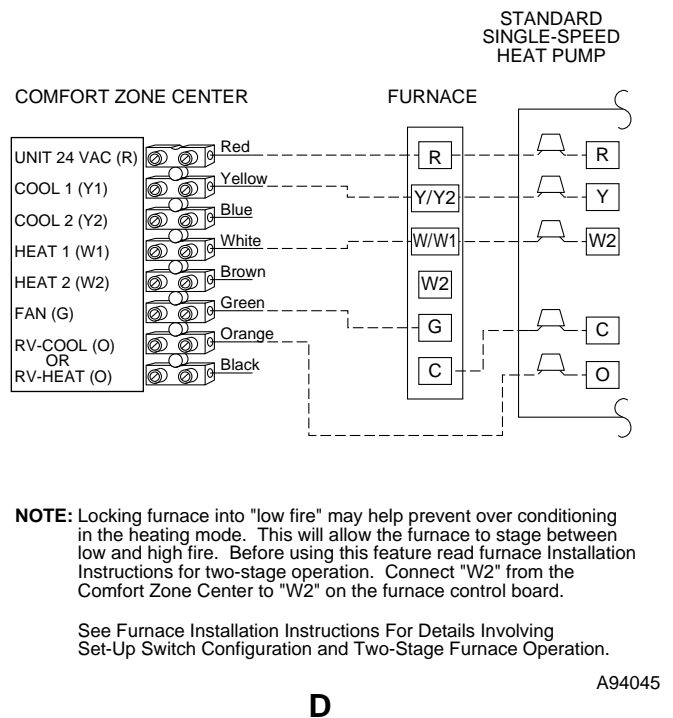 STANDARD
SINGLE-SPEED
HEAT PUMP
COMFORT ZONE CENTER
FURNACE
UNIT 24 VAC (R)
Red
R
R
COOL 1 (Y1)
Yellow
Y/Y2
Y
COOL 2 (Y2)
Blue
HEAT 1 (W1)
White
W/W1
W2
HEAT 2 (W2)
Brown
W2
FAN (G)
Green
G
C
RV-COOL (O)
Orange
OR
RV-HEAT (O)
Black
C
O
NOTE: Locking furnace into "low fire" may help prevent over conditioning
in the heating mode. This will allow the furnace to stage between
low and high fire. Before using this feature read furnace Installation
Instructions for two-stage operation. Connect "W2" from the
Comfort Zone Center to "W2" on the furnace control board.
See Furnace Installation Instructions For Details Involving
Set-Up Switch Configuration and Two-Stage Furnace Operation.
A94045
D